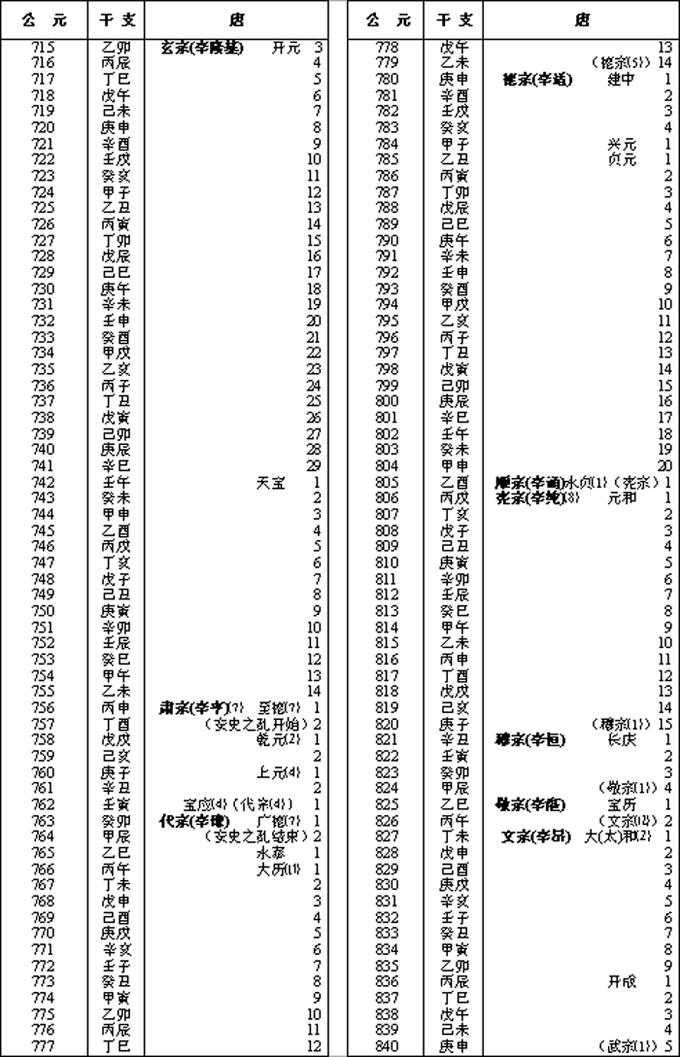 公 元 干 支 唐
715 乙卯 玄宗(李隆基) 开元 3
716 丙辰 4
717 丁巳 5
718 戊午 6
719 己未 7
720 庚申 8
721 辛酉 9
722 壬戌 10
723 癸亥 11
724 甲子 12
725 乙丑 13
726 丙寅 14
727 丁卯 15
728 戊辰 16
729 己巳 17
730 庚午 18
731 辛未 19
732 壬申 20
733 癸酉 21
734 甲戌 22
735 乙亥 23
736 丙子 24
737 丁丑 25
738 戊寅 26
739 己卯 27
740 庚辰 28
741 辛巳 29
742 壬午 天宝 1
743 癸未 2
744 甲申 3
745 乙酉 4
746 丙戌 5
747 丁亥 6
748 戊子 7
749 己丑 8
750 庚寅 9
751 辛卯 10
752 壬辰 11
753 癸巳 12
754 甲午 13
755 乙未 14
756 丙申 肃宗(李亨)(7) 至德(7) 1
757 丁酉 (安史之乱开始)2
758 戊戌 乾元(2) 1
759 己亥 2
760 庚子 上元(4) 1
761 辛丑 2
762 壬寅 宝应(4)(代宗(4)) 1
763 癸卯 代宗(李豫) 广德(7) 1
764 甲辰 (安史之乱结束)2
765 乙巳 永泰 1
766 丙午 大历(11) 1
767 丁未 2
768 戊申 3
769 己酉 4
770 庚戌 5
771 辛亥 6
772 壬子 7
773 癸丑 8
774 甲寅 9
775 乙卯 10
776 丙辰 11
777 丁巳 12
公 元 干 支 唐
778 戊午 13
779 乙未 (德宗(5)) 14
780 庚申 德宗(李适) 建中 1
781 辛酉 2
782 壬戌 3
783 癸亥 4
784 甲子 兴元 1
785 乙丑 贞元 1
786 丙寅 2
787 丁卯 3
788 戊辰 4
789 己巳 5
790 庚午 6
791 辛未 7
792 壬申 8
793 癸酉 9
794 甲戌 10
795 乙亥 11
796 丙子 12
797 丁丑 13
798 戊寅 14
799 己卯 15
800 庚辰 16
801 辛巳 17
802 壬午 18
803 癸未 19
804 甲申 20
805 乙酉 顺宗(李诵)永贞(1)(宪宗)1
806 丙戌 宪宗(李纯)(8) 元和 1
807 丁亥 2
808 戊子 3
809 己丑 4
810 庚寅 5
811 辛卯 6
812 壬辰 7
813 癸巳 8
814 甲午 9
815 乙未 10
816 丙申 11
817 丁酉 12
818 戊戌 13
819 己亥 14
820 庚子 (穆宗(1)) 15
821 辛丑 穆宗(李恒) 长庆 1
822 壬寅 2
823 癸卯 3
824 甲辰 (敬宗(1)) 4
825 乙巳 敬宗(李湛) 宝历 1
826 丙午 (文宗(12)) 2
827 丁未 文宗(李昂) 大(太)和(2) 1
828 戊申 2
829 己酉 3
830 庚戌 4
831 辛亥 5
832 壬子 6
833 癸丑 7
834 甲寅 8
835 乙卯 9
836 丙辰 开成 1
837 丁巳 2
838 戊午 3
839 己未 4
840 庚申 (武宗(1)) 5